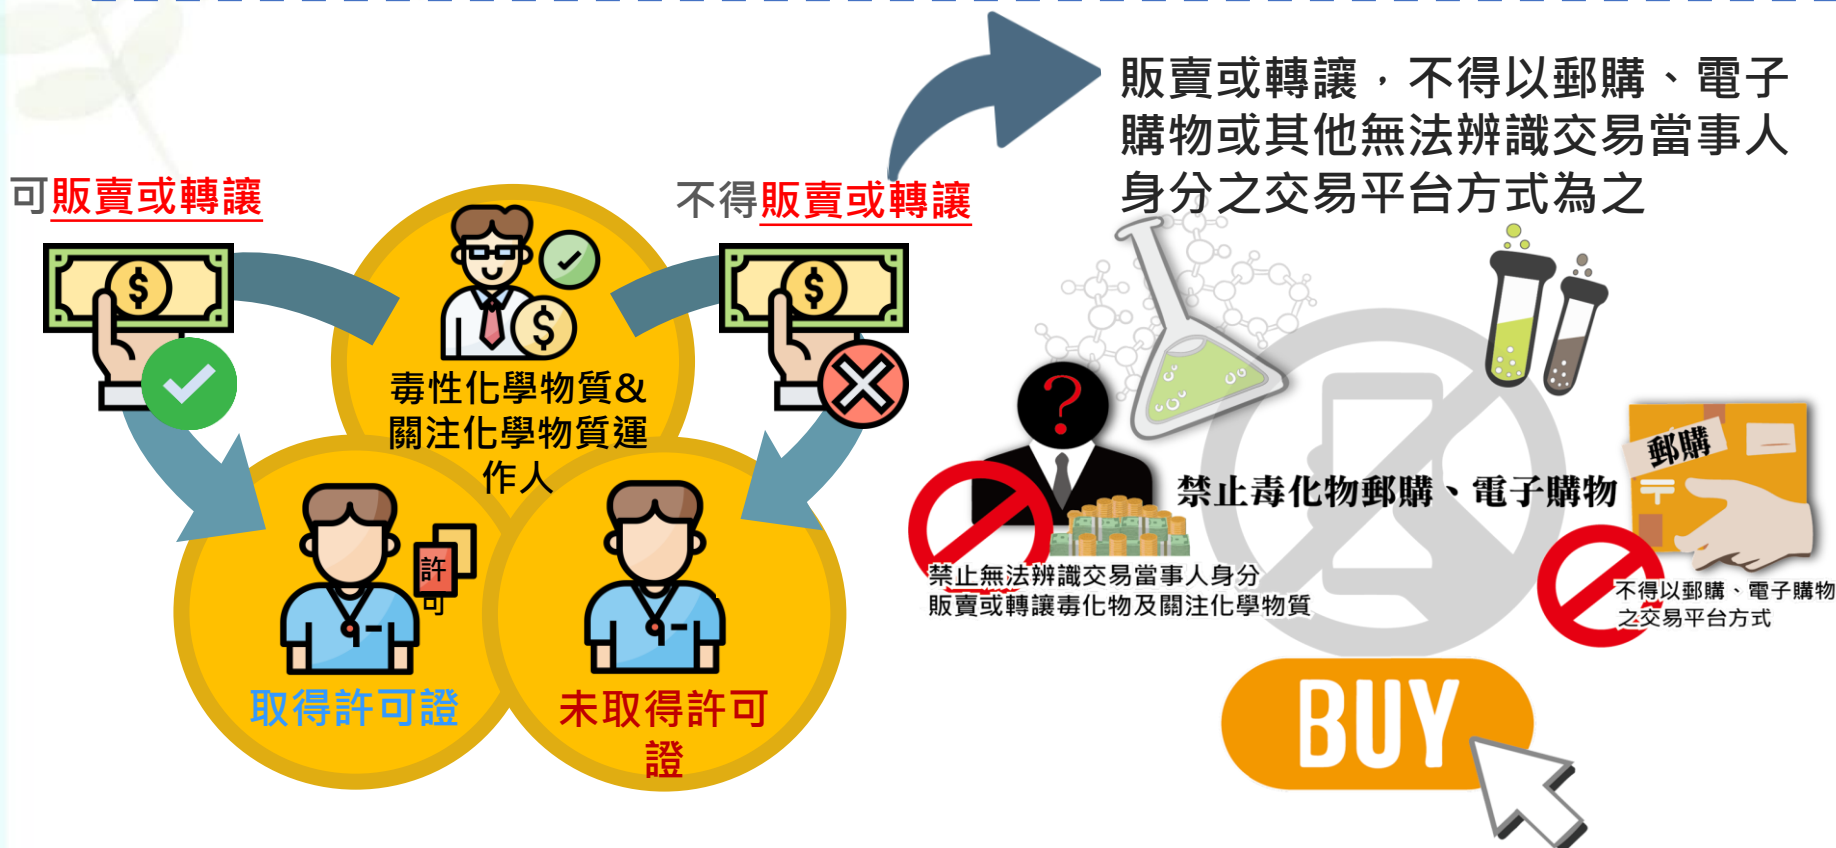 販賣或轉讓，不得以郵購、電子
購物或其他無法辨識交易當事人
身分之交易平台方式為之
可販賣或轉讓
不得販賣或轉讓
毒性化學物質&
關注化學物質運
作人
許
可
取得許可證
未取得許可
證
郵購
禁止毒化物郵購、電子購物
禁止無法辨識交易當事人身分
販賣或轉讓毒化物及關注化學物質
不得以郵購、電子購物
之交易平台方式
BUY